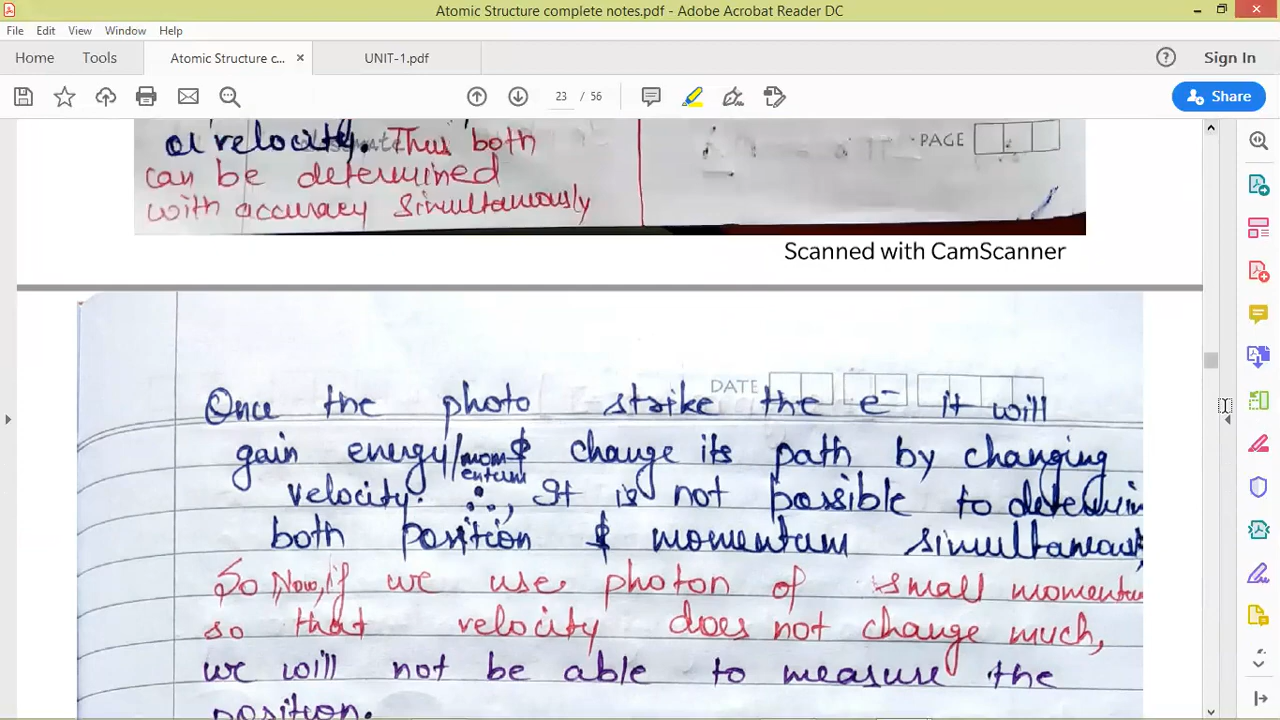 Atomic Structure complete notes.pdf - Adobe Acrobat Reader DC
File Edit View Window Help
Home Tools Atomic Structure c... × UNIT-1.pdf Sign In
23 / 56 Share
or velocity. Thus both
can be determined
with accuracy simultaneously
PAGE
Scanned with CamScanner
DATE
Once the photo strike the e⁻ it will
gain energy/momentum & change its path by changing
velocity. ∴, It is not possible to determin
both position & momentum simultaneous
So, Now, if we use photon of small momentu
so that velocity does not change much,
we will not be able to measure the
position.